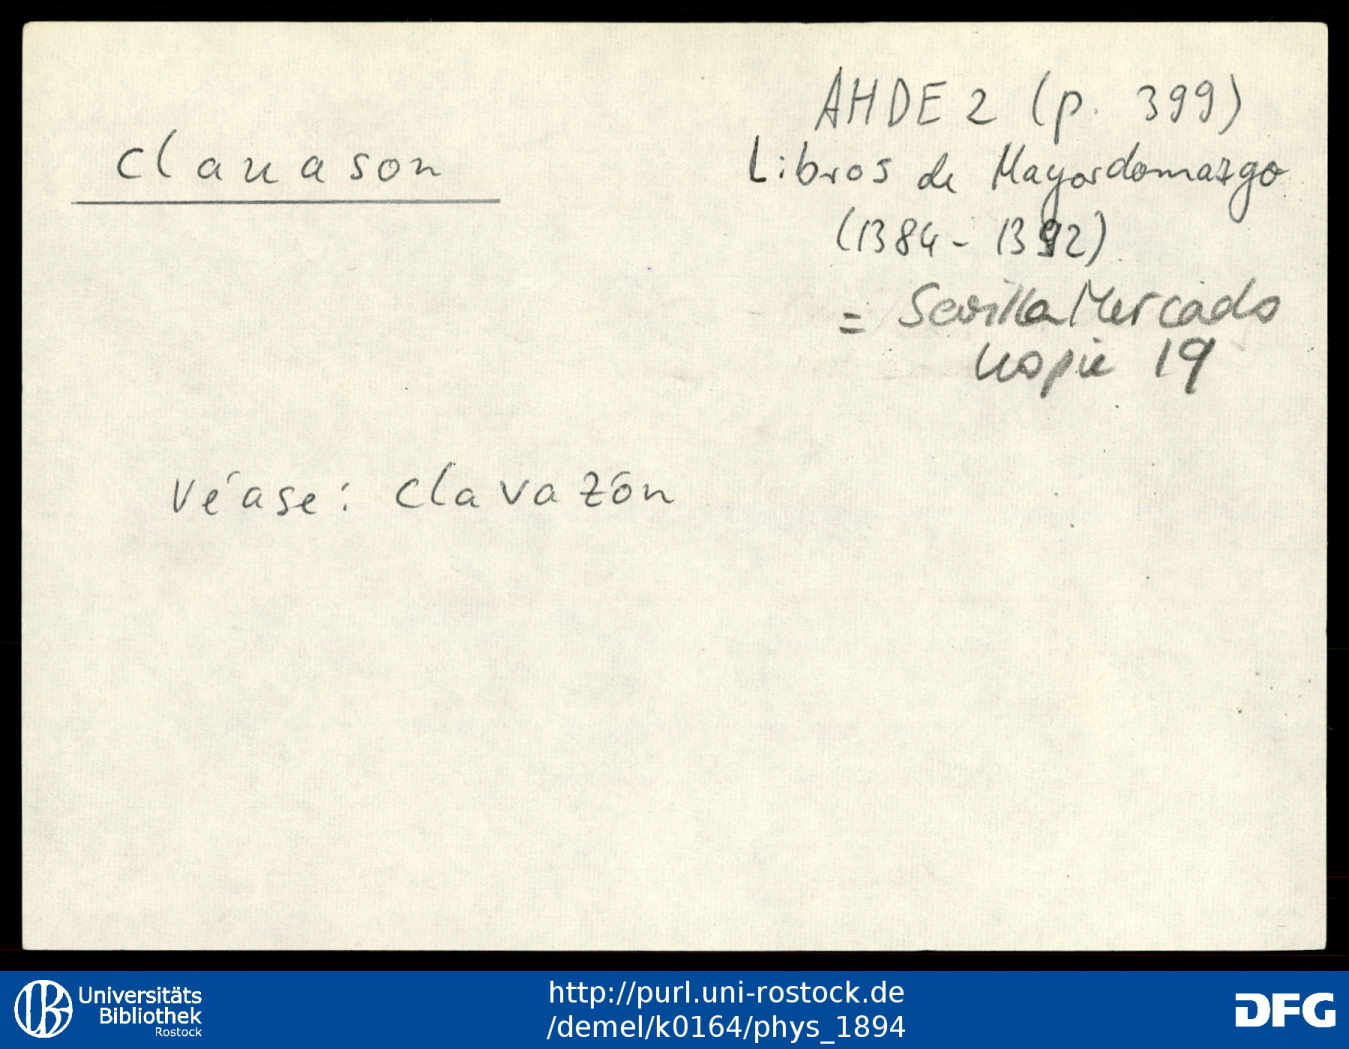 clauason
AHDE 2 (p. 399)
Libros de Mayordomazgo
(1384-1392)
= Sevilla Mercado
Kopie 19
Véase: clavazón
Universitäts
Bibliothek
Rostock
http://purl.uni-rostock.de
/demel/k0164/phys_1894
DFG